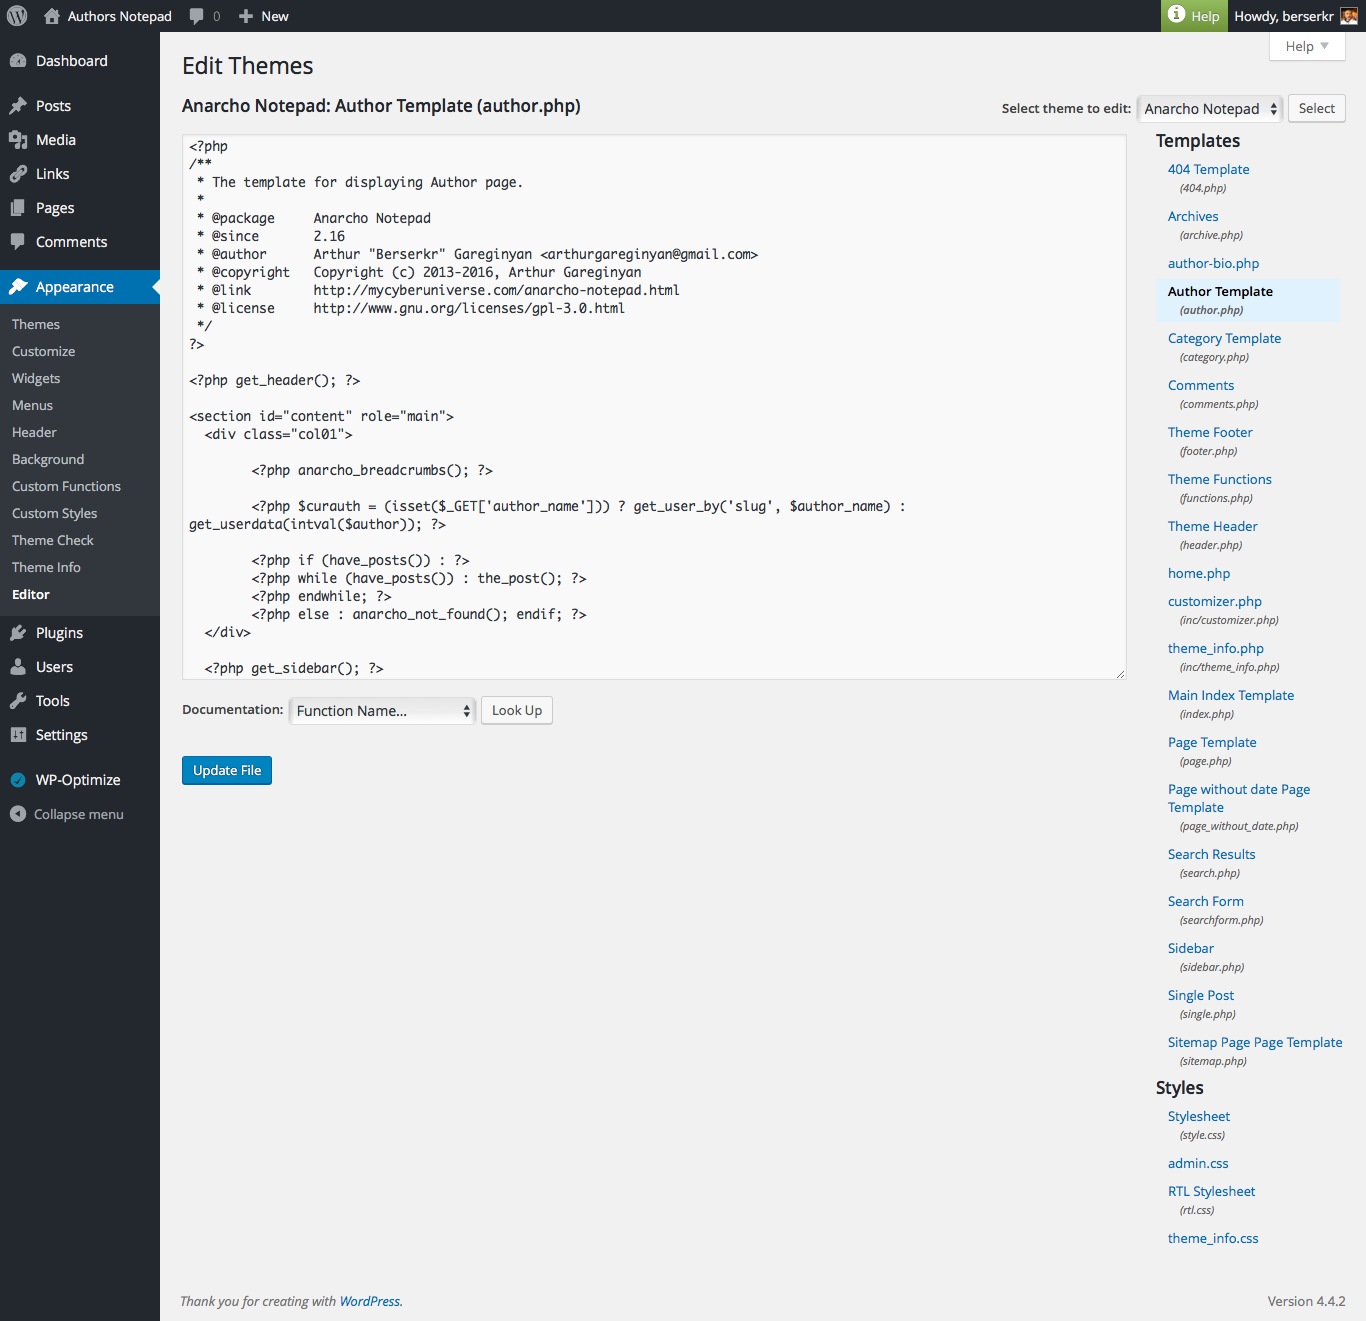 Authors Notepad 0 New Help Howdy, berserkr
Help
Dashboard
Posts
Media
Links
Pages
Comments
Appearance
Themes
Customize
Widgets
Menus
Header
Background
Custom Functions
Custom Styles
Theme Check
Theme Info
Editor
Plugins
Users
Tools
Settings
WP-Optimize
Collapse menu
Edit Themes
Anarcho Notepad: Author Template (author.php)
Select theme to edit: Anarcho Notepad Select
<?php
/**
 * The template for displaying Author page.
 *
 * @package     Anarcho Notepad
 * @since       2.16
 * @author      Arthur "Berserkr" Gareginyan <arthurgareginyan@gmail.com>
 * @copyright   Copyright (c) 2013-2016, Arthur Gareginyan
 * @link        http://mycyberuniverse.com/anarcho-notepad.html
 * @license     http://www.gnu.org/licenses/gpl-3.0.html
 */
?>
<?php get_header(); ?>
<section id="content" role="main">
  <div class="col01">
        <?php anarcho_breadcrumbs(); ?>
        <?php $curauth = (isset($_GET['author_name'])) ? get_user_by('slug', $author_name) :
get_userdata(intval($author)); ?>
        <?php if (have_posts()) : ?>
        <?php while (have_posts()) : the_post(); ?>
        <?php endwhile; ?>
        <?php else : anarcho_not_found(); endif; ?>
  </div>
  <?php get_sidebar(); ?>
Documentation: Function Name... Look Up
Update File
Templates
404 Template
(404.php)
Archives
(archive.php)
author-bio.php
Author Template
(author.php)
Category Template
(category.php)
Comments
(comments.php)
Theme Footer
(footer.php)
Theme Functions
(functions.php)
Theme Header
(header.php)
home.php
customizer.php
(inc/customizer.php)
theme_info.php
(inc/theme_info.php)
Main Index Template
(index.php)
Page Template
(page.php)
Page without date Page
Template
(page_without_date.php)
Search Results
(search.php)
Search Form
(searchform.php)
Sidebar
(sidebar.php)
Single Post
(single.php)
Sitemap Page Page Template
(sitemap.php)
Styles
Stylesheet
(style.css)
admin.css
RTL Stylesheet
(rtl.css)
theme_info.css
Thank you for creating with WordPress.
Version 4.4.2